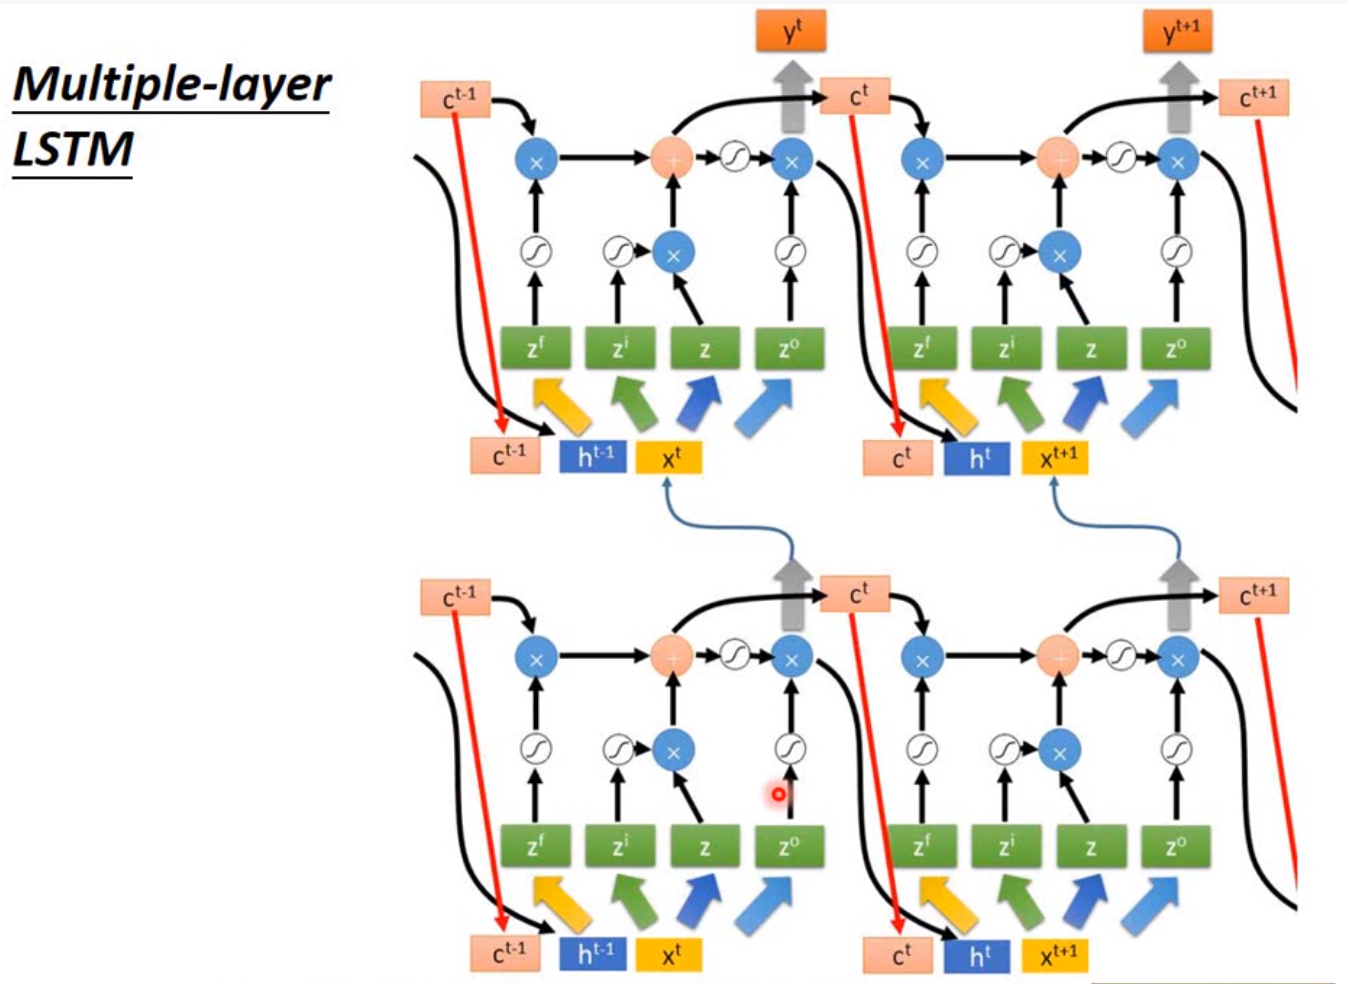 Multiple-layer
LSTM
y^t y^{t+1}
c^{t-1} c^t c^{t+1}
× + × × + ×
× ×
z^f z^i z z^o z^f z^i z z^o
c^{t-1} h^{t-1} x^t c^t h^t x^{t+1}
c^{t-1} c^t c^{t+1}
× + × × + ×
× ×
z^f z^i z z^o z^f z^i z z^o
c^{t-1} h^{t-1} x^t c^t h^t x^{t+1}